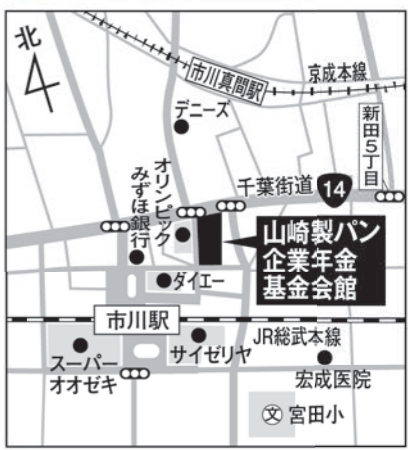 北
京成本線
市川真間駅
デニーズ
新田5丁目
オリンピック
みずほ銀行
千葉街道
14
山崎製パン
企業年金
基金会館
ダイエー
市川駅
JR総武本線
スーパー
オオゼキ
サイゼリヤ
宏成医院
文
宮田小